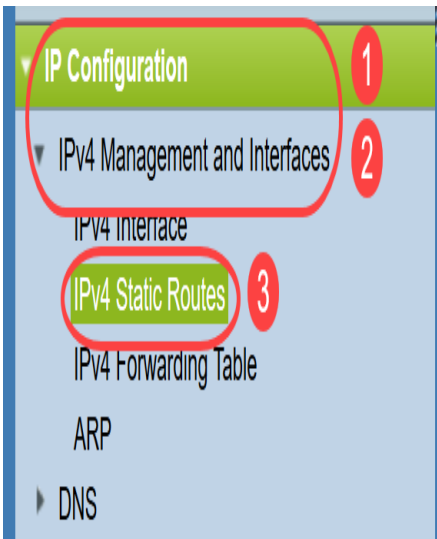 IP Configuration 1
IPv4 Management and Interfaces 2
IPv4 Interface
IPv4 Static Routes 3
IPv4 Forwarding Table
ARP
DNS